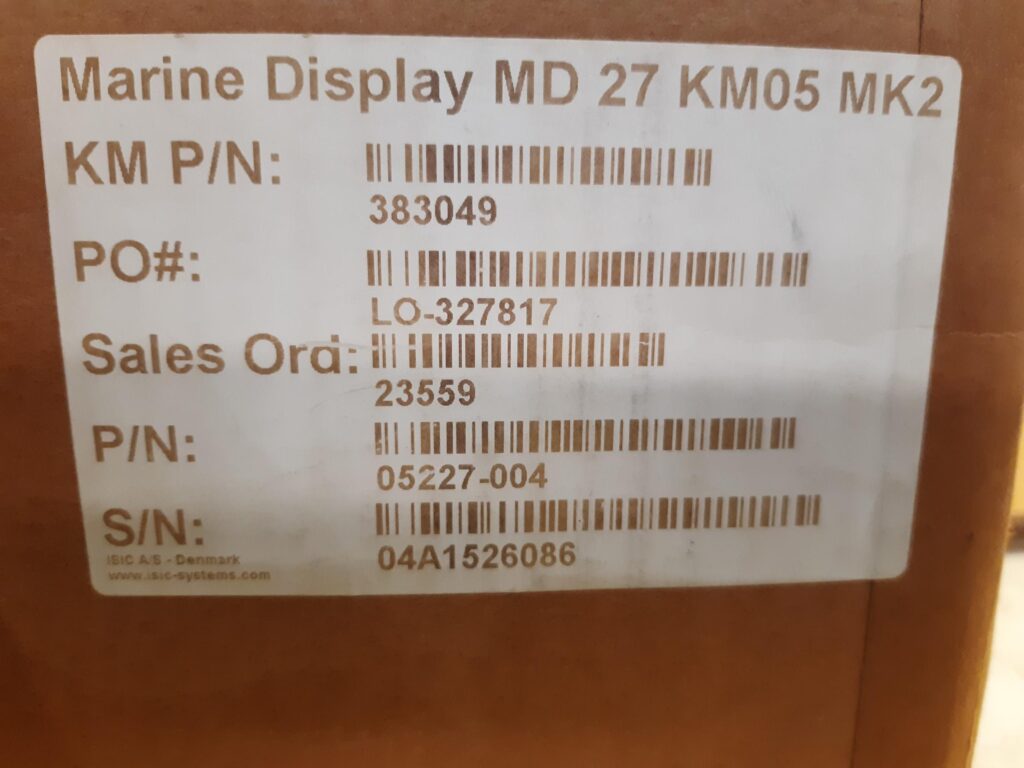 Marine Display MD 27 KM05 MK2
KM P/N:
383049
PO#:
LO-327817
Sales Ord:
23559
P/N:
05227-004
S/N:
04A1526086
ISIC A/S - Denmark
www.isic-systems.com